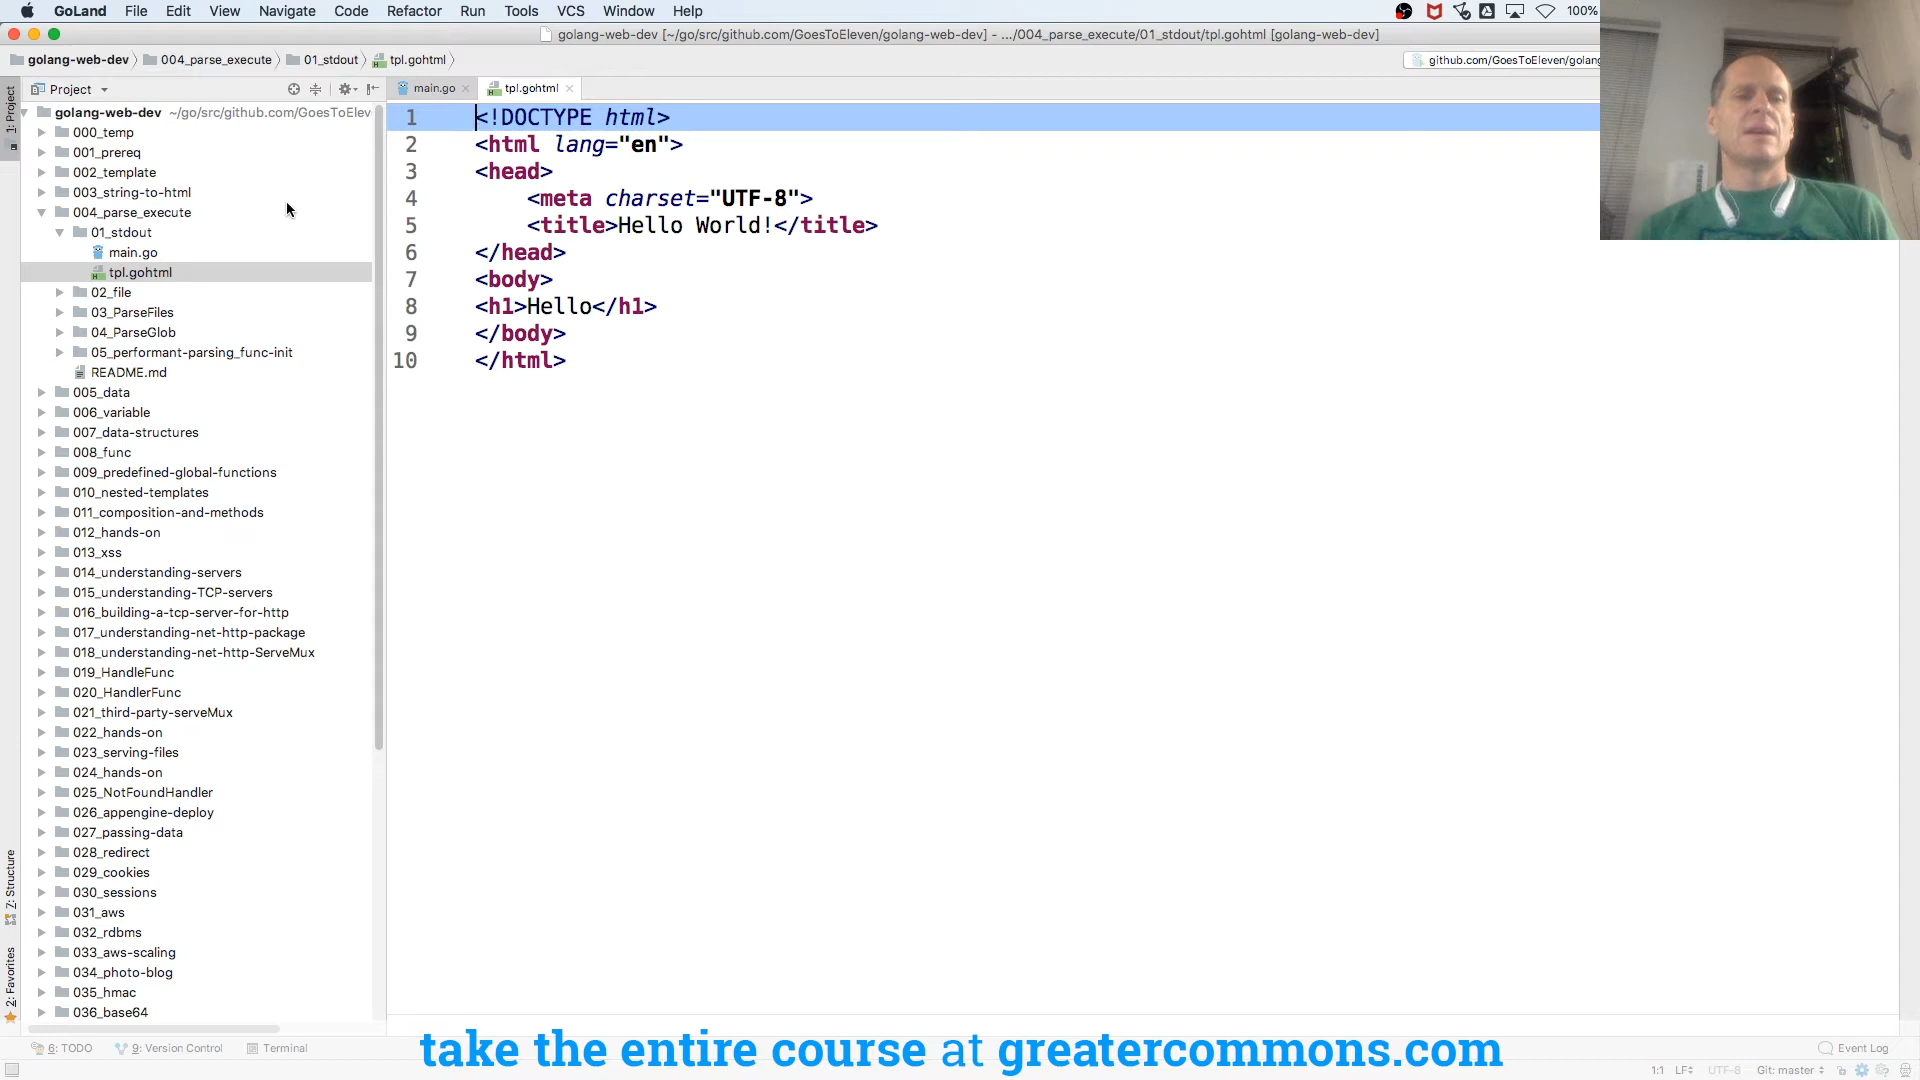 GoLand File Edit View Navigate Code Refactor Run Tools VCS Window Help 100%
golang-web-dev [~/go/src/github.com/GoesToEleven/golang-web-dev] - .../004_parse_execute/01_stdout/tpl.gohtml [golang-web-dev]
golang-web-dev 004_parse_execute 01_stdout tpl.gohtml github.com/GoesToEleven/golang
Project main.go tpl.gohtml
1: Project
golang-web-dev ~/go/src/github.com/GoesToEleven
000_temp
001_prereq
002_template
003_string-to-html
004_parse_execute
01_stdout
main.go
tpl.gohtml
02_file
03_ParseFiles
04_ParseGlob
05_performant-parsing_func-init
README.md
005_data
006_variable
007_data-structures
008_func
009_predefined-global-functions
010_nested-templates
011_composition-and-methods
012_hands-on
013_xss
014_understanding-servers
015_understanding-TCP-servers
016_building-a-tcp-server-for-http
017_understanding-net-http-package
018_understanding-net-http-ServeMux
019_HandleFunc
020_HandlerFunc
021_third-party-serveMux
022_hands-on
023_serving-files
024_hands-on
025_NotFoundHandler
026_appengine-deploy
027_passing-data
028_redirect
029_cookies
030_sessions
031_aws
032_rdbms
033_aws-scaling
034_photo-blog
035_hmac
036_base64
Z: Structure
2: Favorites
1 <!DOCTYPE html>
2 <html lang="en">
3 <head>
4 <meta charset="UTF-8">
5 <title>Hello World!</title>
6 </head>
7 <body>
8 <h1>Hello</h1>
9 </body>
10 </html>
6: TODO 9: Version Control Terminal Event Log
take the entire course at greatercommons.com
1:1 LF UTF-8 Git: master